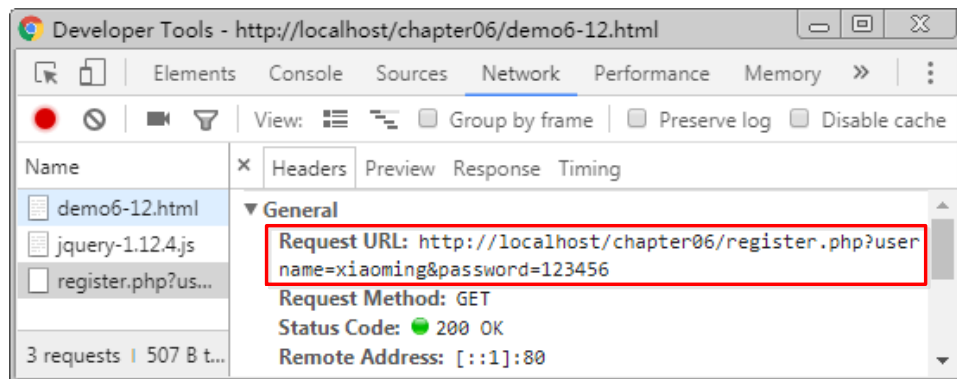 Developer Tools - http://localhost/chapter06/demo6-12.html
Elements Console Sources Network Performance Memory »
View: Group by frame Preserve log Disable cache
Name
× Headers Preview Response Timing
demo6-12.html
jquery-1.12.4.js
register.php?us...
3 requests | 507 B t...
▼ General
Request URL: http://localhost/chapter06/register.php?user
name=xiaoming&password=123456
Request Method: GET
Status Code: 200 OK
Remote Address: [::1]:80